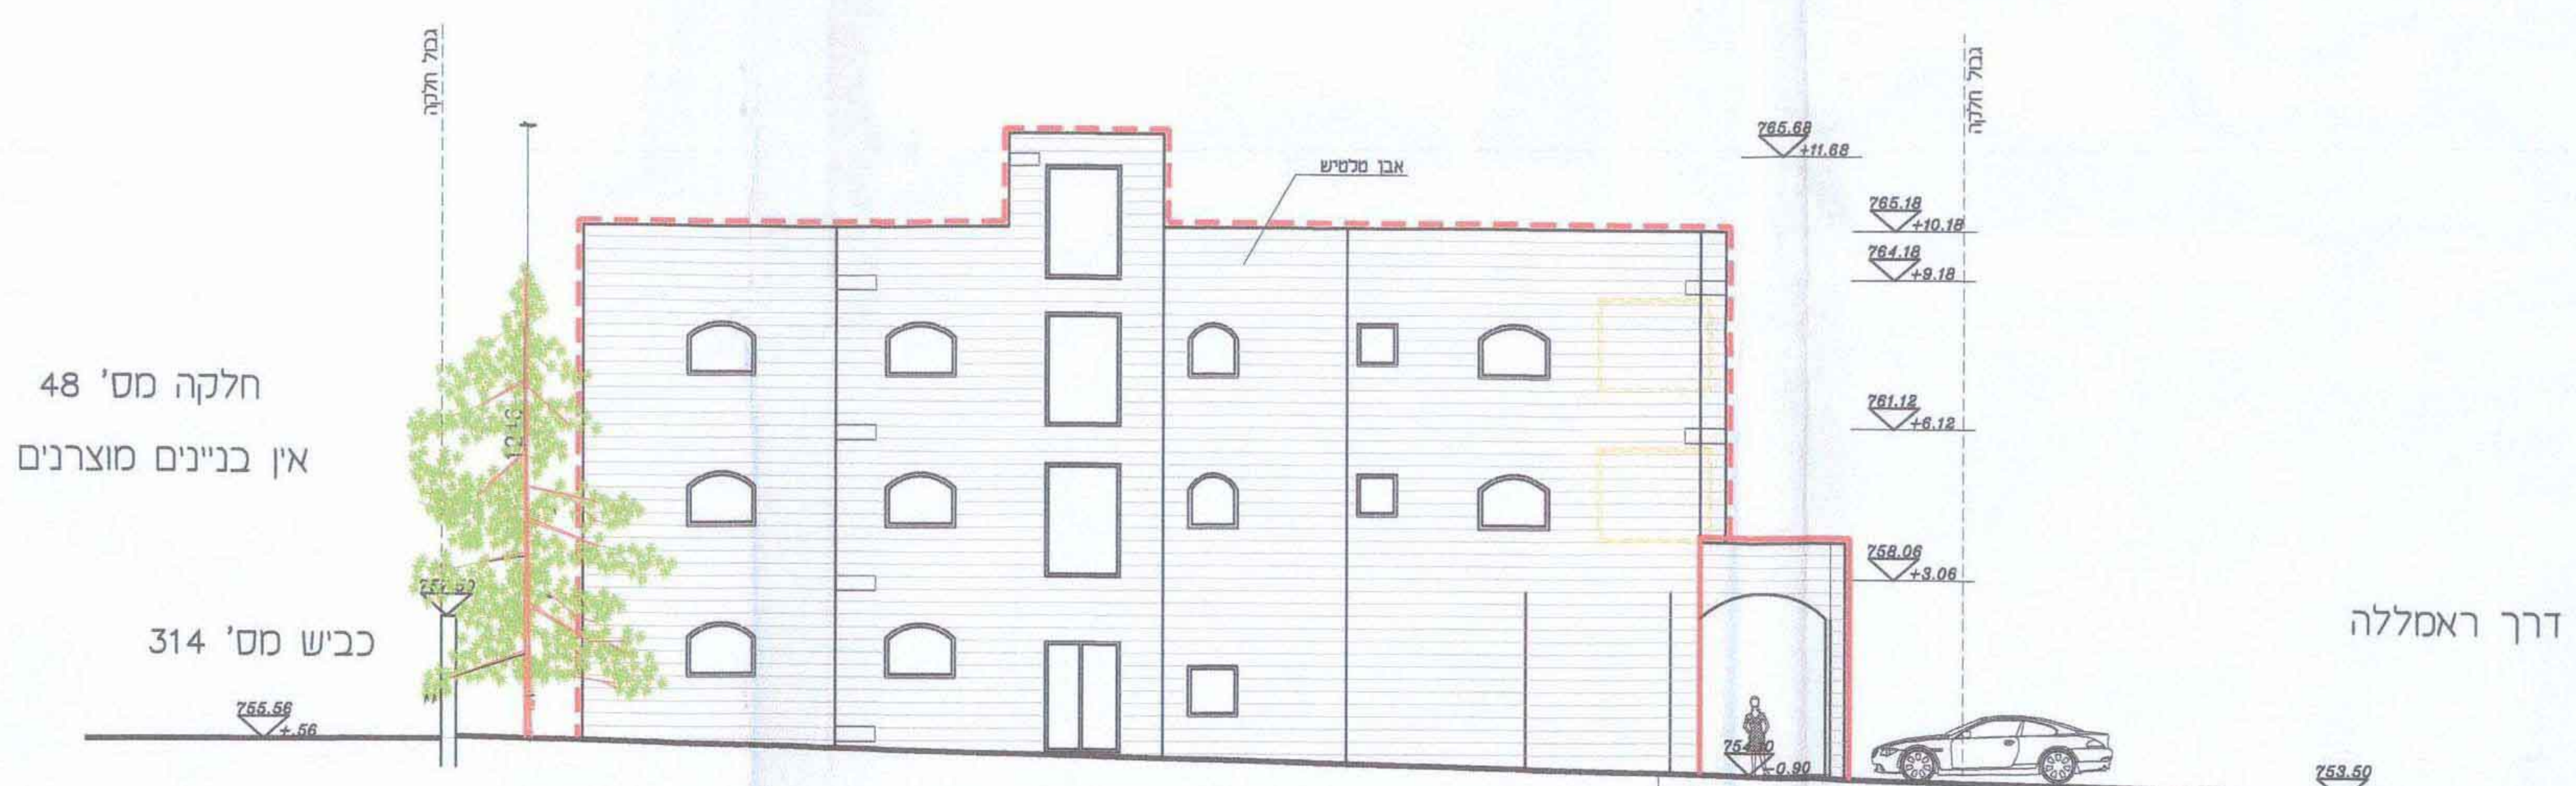 גבול חלקה
גבול חלקה
אבן טלטיש
765.68
+11.68
765.18
+10.18
764.18
+9.18
761.12
+6.12
758.06
+3.06
חלקה מס' 48
אין בניינים מוצרנים
כביש מס' 314
755.56
+.56
דרך ראמללה
-0.90
753.50